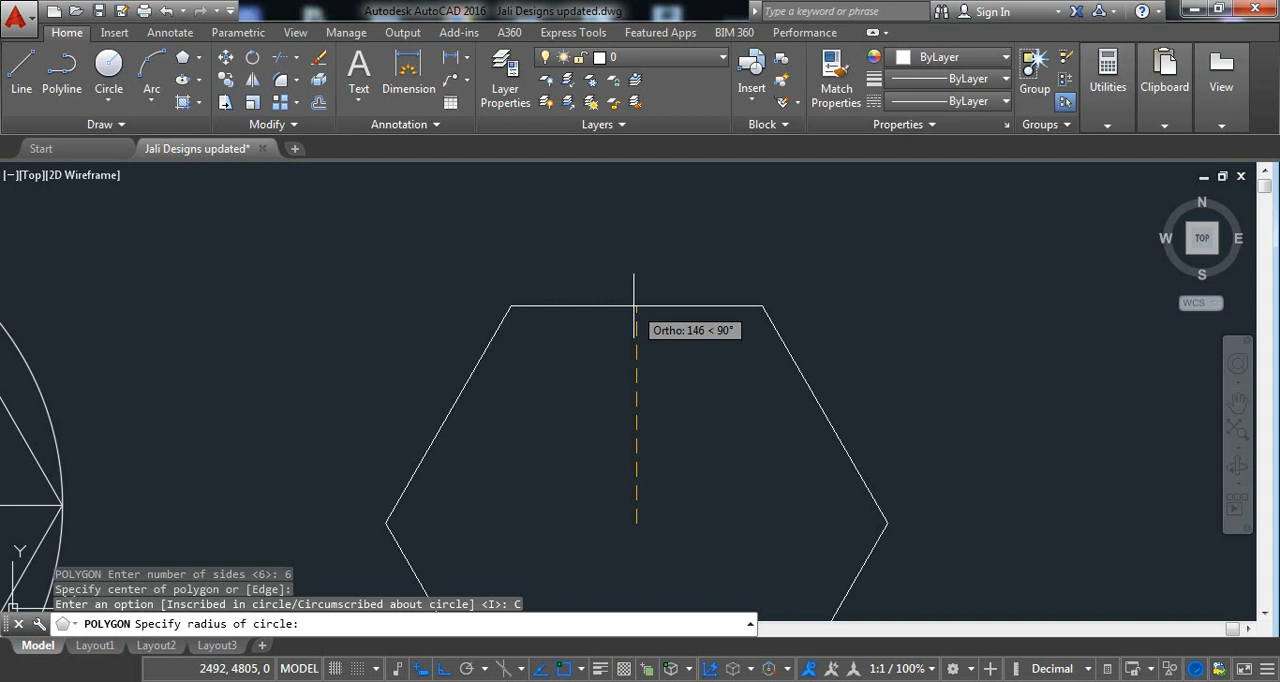 Autodesk AutoCAD 2016 Jali Designs updated.dwg Type a keyword or phrase Sign In
Home Insert Annotate Parametric View Manage Output Add-ins A360 Express Tools Featured Apps BIM 360 Performance
Line Polyline Circle Arc Text Dimension Layer Properties 0 Insert Match Properties ByLayer ByLayer ByLayer Group Utilities Clipboard View
Draw Modify Annotation Layers Block Properties Groups
Start Jali Designs updated*
[−][Top][2D Wireframe]
N
W TOP E
S
WCS
Ortho: 146 < 90°
Y
POLYGON Enter number of sides <6>: 6
Specify center of polygon or [Edge]:
Enter an option [Inscribed in circle/Circumscribed about circle] <I>: C
POLYGON Specify radius of circle:
Model Layout1 Layout2 Layout3
2492, 4805, 0 MODEL 1:1 / 100% Decimal